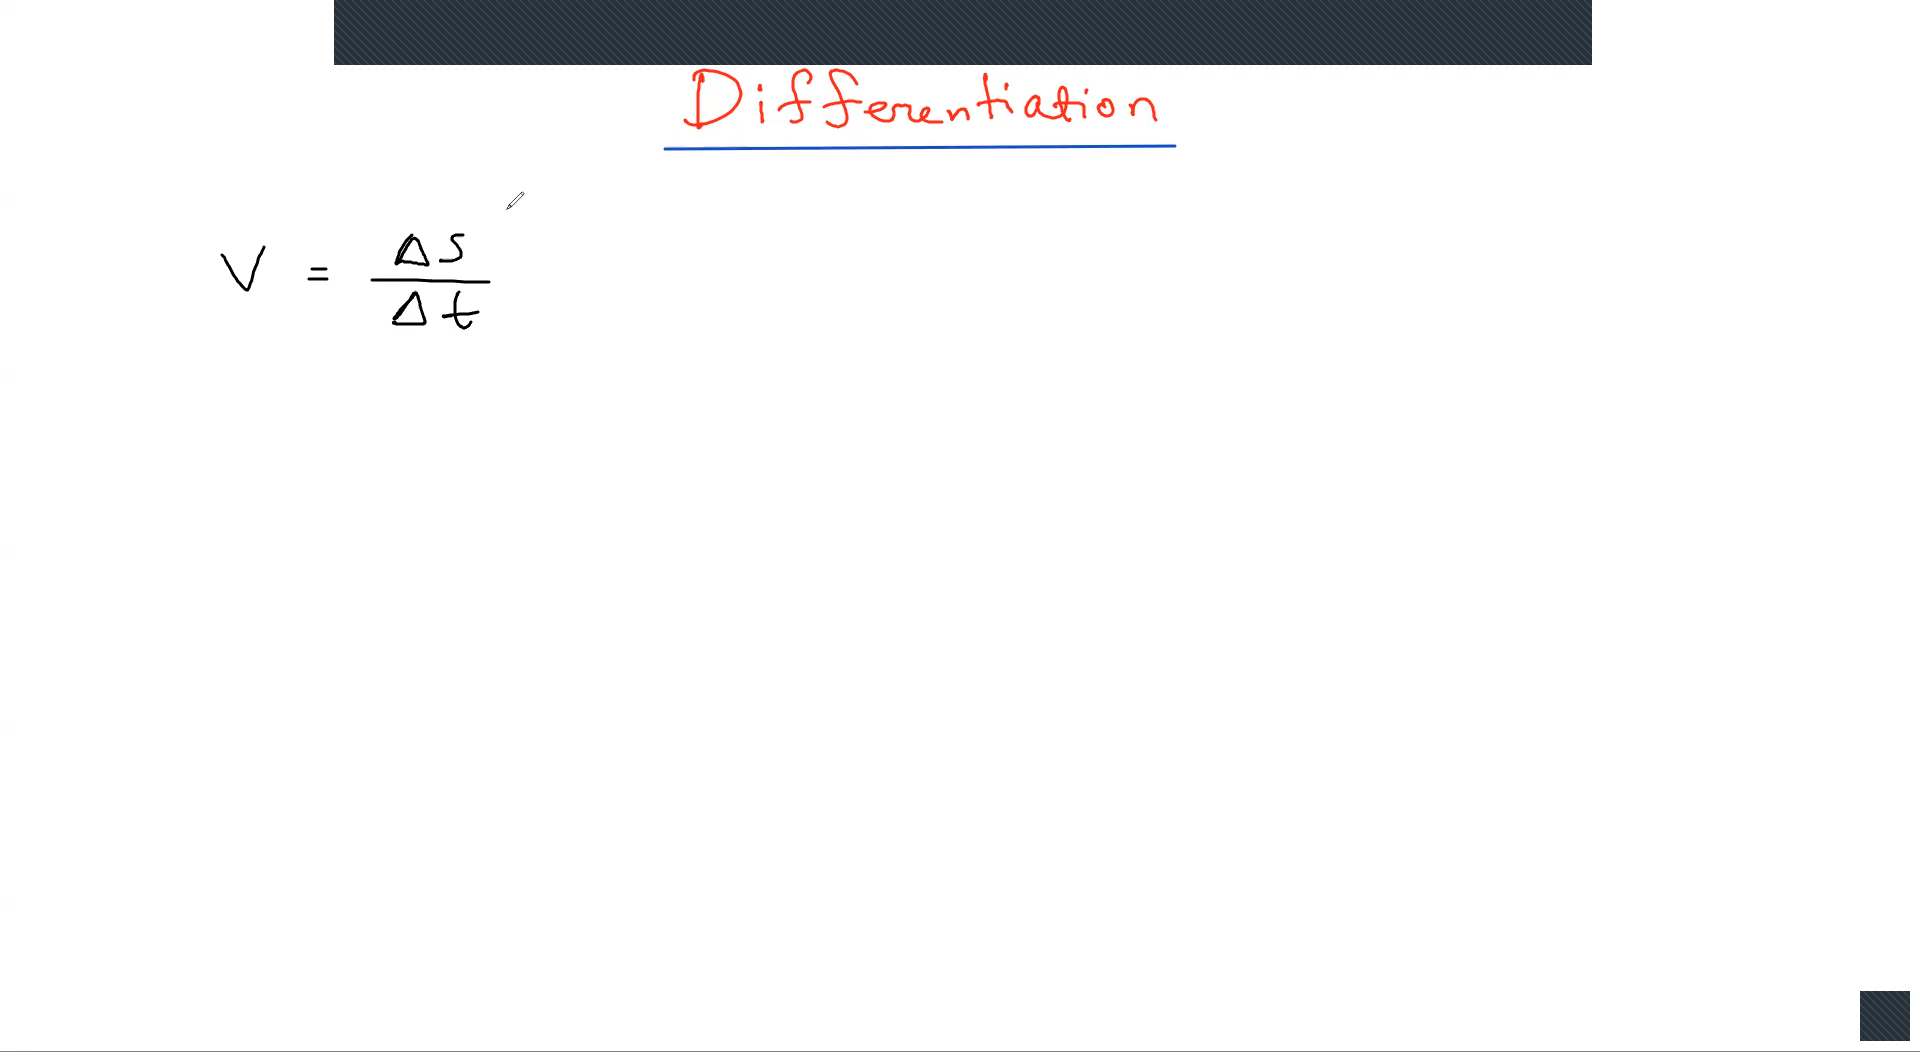 Differentiation
V = Δs / Δt